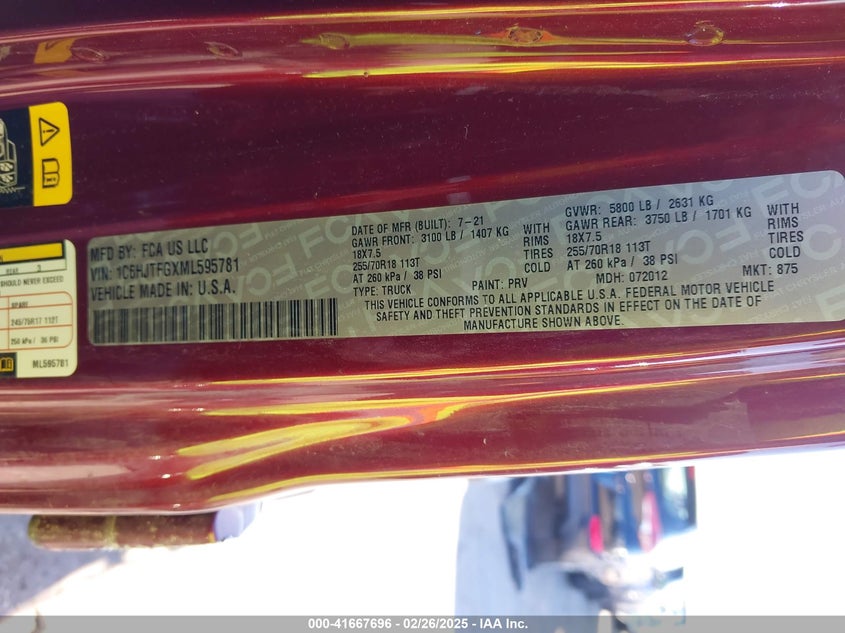 MFD BY: FCA US LLC
VIN: 1C6HJTFGXML595781
VEHICLE MADE IN: U.S.A.
DATE OF MFR (BUILT): 7-21
GAWR FRONT: 3100 LB / 1407 KG WITH
18X7.5 RIMS
255/70R18 113T TIRES
AT 260 kPa / 38 PSI COLD
TYPE: TRUCK PAINT: PRV
GVWR: 5800 LB / 2631 KG
GAWR REAR: 3750 LB / 1701 KG WITH
18X7.5 RIMS
255/70R18 113T TIRES
AT 260 kPa / 38 PSI COLD
MDH: 072012 MKT: 875
THIS VEHICLE CONFORMS TO ALL APPLICABLE U.S.A. FEDERAL MOTOR VEHICLE
SAFETY AND THEFT PREVENTION STANDARDS IN EFFECT ON THE DATE OF
MANUFACTURE SHOWN ABOVE.
REAR 3
SHOULD NEVER EXCEED
SPARE
245/75R17 112T
250 kPa / 36 PSI
ML595781
000-41667696 - 02/26/2025 - IAA Inc.